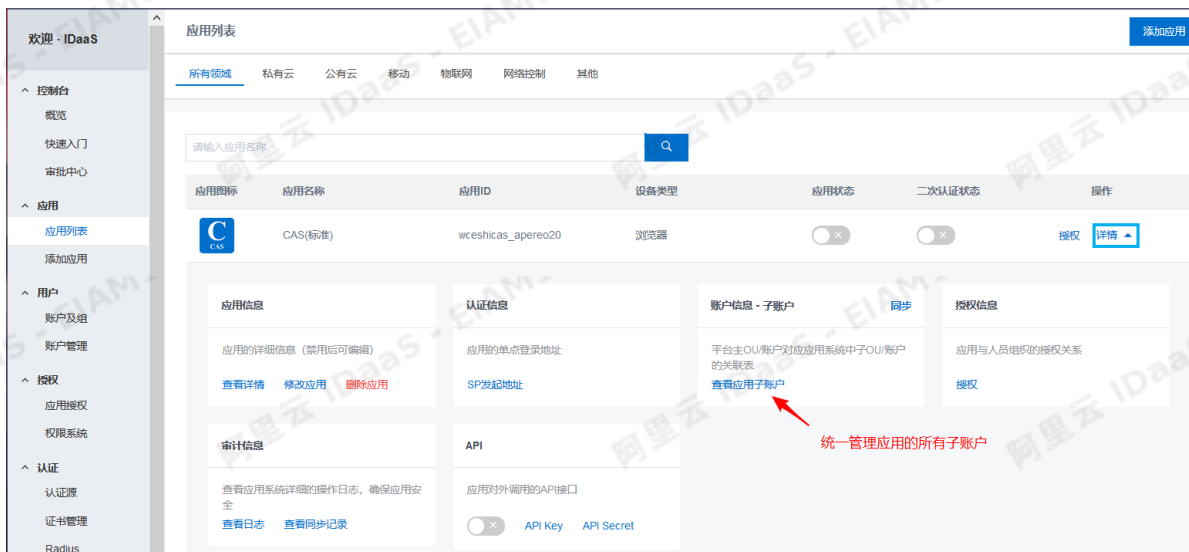 欢迎 - IDaaS
控制台
概览
快速入门
审批中心
应用
应用列表
添加应用
用户
账户及组
账户管理
授权
应用授权
权限系统
认证
认证源
证书管理
Radius
应用列表
添加应用
所有领域 私有云 公有云 移动 物联网 网络控制 其他
请输入应用名称
应用图标 应用名称 应用ID 设备类型 应用状态 二次认证状态 操作
C
CAS
CAS(标准) wceshicas_apereo20 浏览器 授权 详情
应用信息
应用的详细信息（禁用后可编辑）
查看详情 修改应用 删除应用
认证信息
应用的单点登录地址
SP发起地址
账户信息 - 子账户 同步
平台主OU/账户对应应用系统中子OU/账户
的关联表
查看应用子账户
授权信息
应用与人员组织的授权关系
授权
统一管理应用的所有子账户
审计信息
查看应用系统详细的操作日志，确保应用安
全
查看日志 查看同步记录
API
应用对外调用的API接口
API Key API Secret
阿里云 IDaaS - EIAM